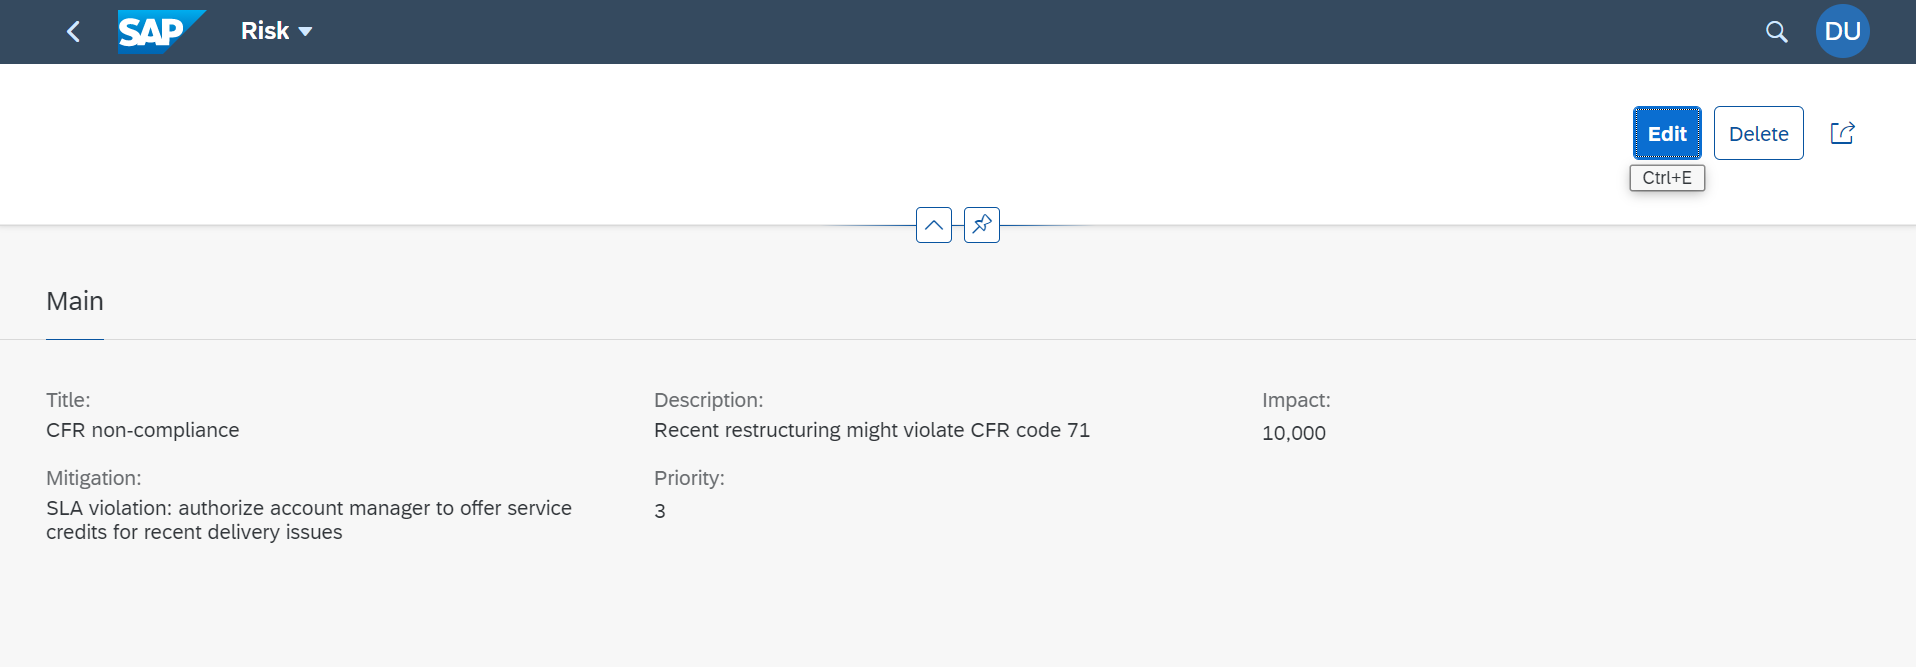 SAP
Risk
DU
Edit
Delete
Ctrl+E
Main
Title:
CFR non-compliance
Description:
Recent restructuring might violate CFR code 71
Impact:
10,000
Mitigation:
SLA violation: authorize account manager to offer service
credits for recent delivery issues
Priority:
3